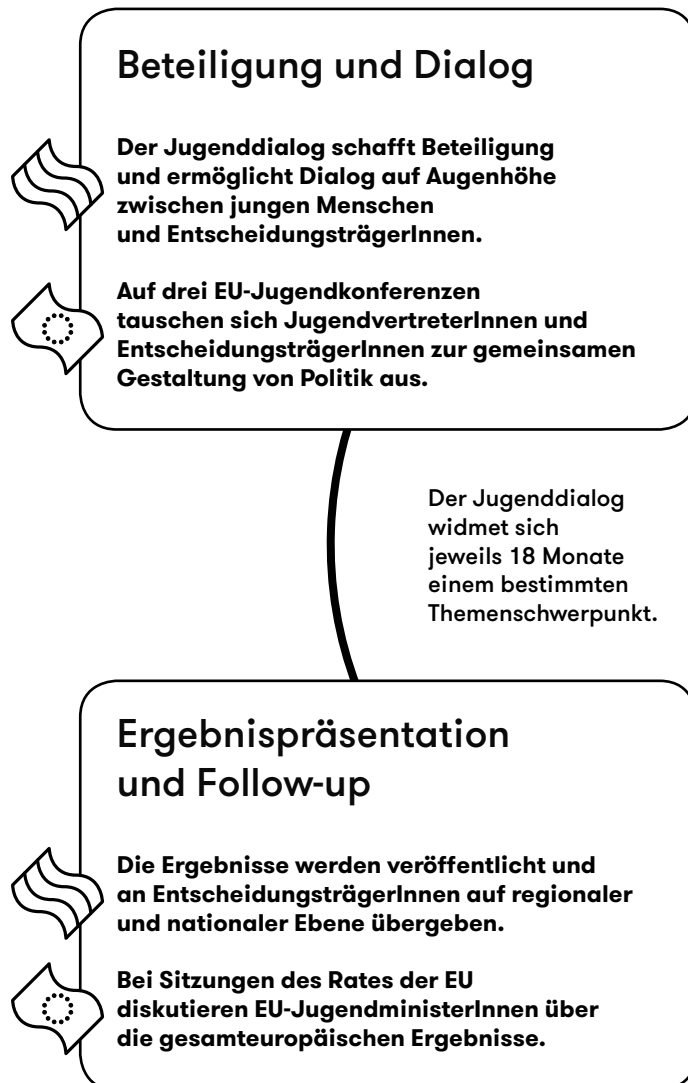 Beteiligung und Dialog
Der Jugenddialog schafft Beteiligung
und ermöglicht Dialog auf Augenhöhe
zwischen jungen Menschen
und EntscheidungsträgerInnen.
Auf drei EU-Jugendkonferenzen
tauschen sich JugendvertreterInnen und
EntscheidungsträgerInnen zur gemeinsamen
Gestaltung von Politik aus.
Der Jugenddialog
widmet sich
jeweils 18 Monate
einem bestimmten
Themenschwerpunkt.
Ergebnispräsentation
und Follow-up
Die Ergebnisse werden veröffentlicht und
an EntscheidungsträgerInnen auf regionaler
und nationaler Ebene übergeben.
Bei Sitzungen des Rates der EU
diskutieren EU-JugendministerInnen über
die gesamteuropäischen Ergebnisse.